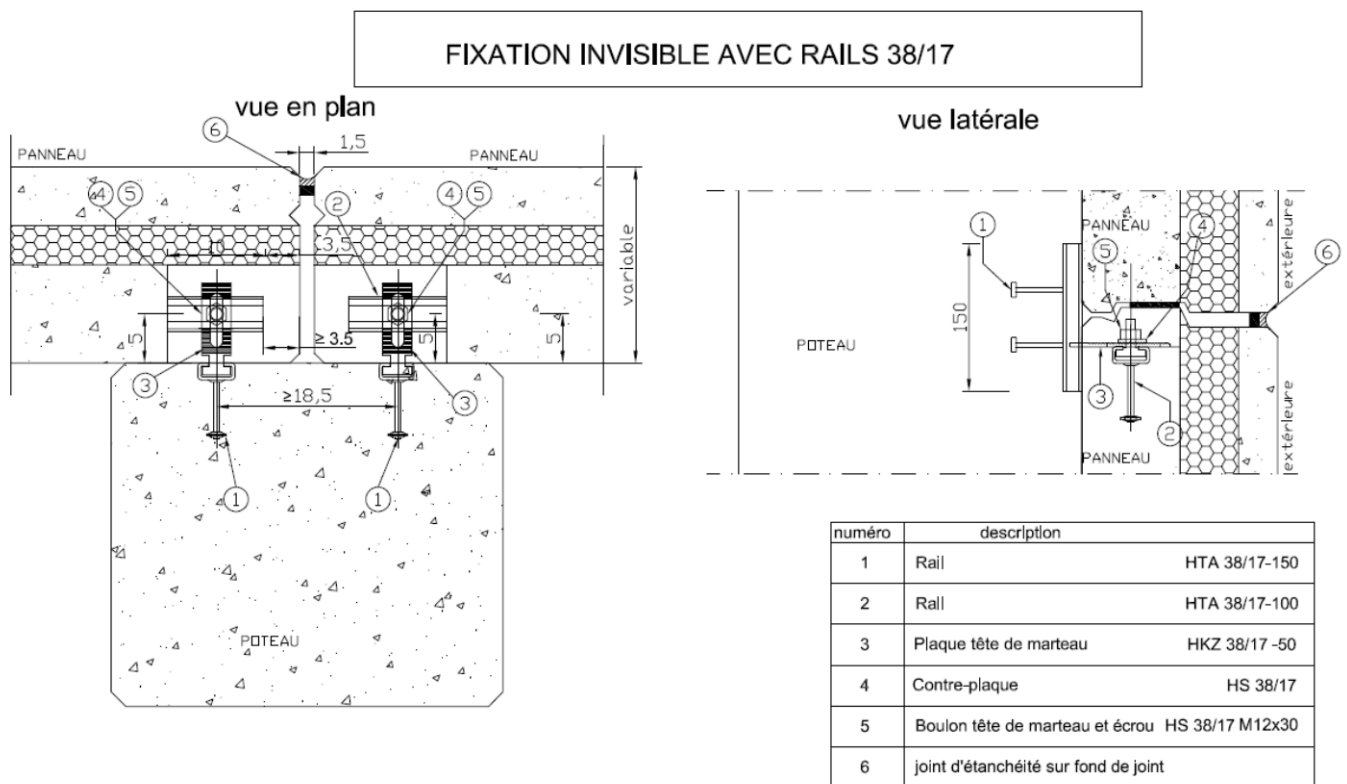 FIXATION INVISIBLE AVEC RAILS 38/17
vue en plan
6
1,5
PANNEAU
PANNEAU
4
5
2
4
5
10
3,5
variable
5
≥ 3.5
5
5
3
≥18,5
3
1
1
POTEAU
vue latérale
1
PANNEAU
5
4
extérieure
6
150
POTEAU
3
2
PANNEAU
extérieure
numéro description
1 Rail HTA 38/17-150
2 Rail HTA 38/17-100
3 Plaque tête de marteau HKZ 38/17 -50
4 Contre-plaque HS 38/17
5 Boulon tête de marteau et écrou HS 38/17 M12x30
6 joint d'étanchéité sur fond de joint